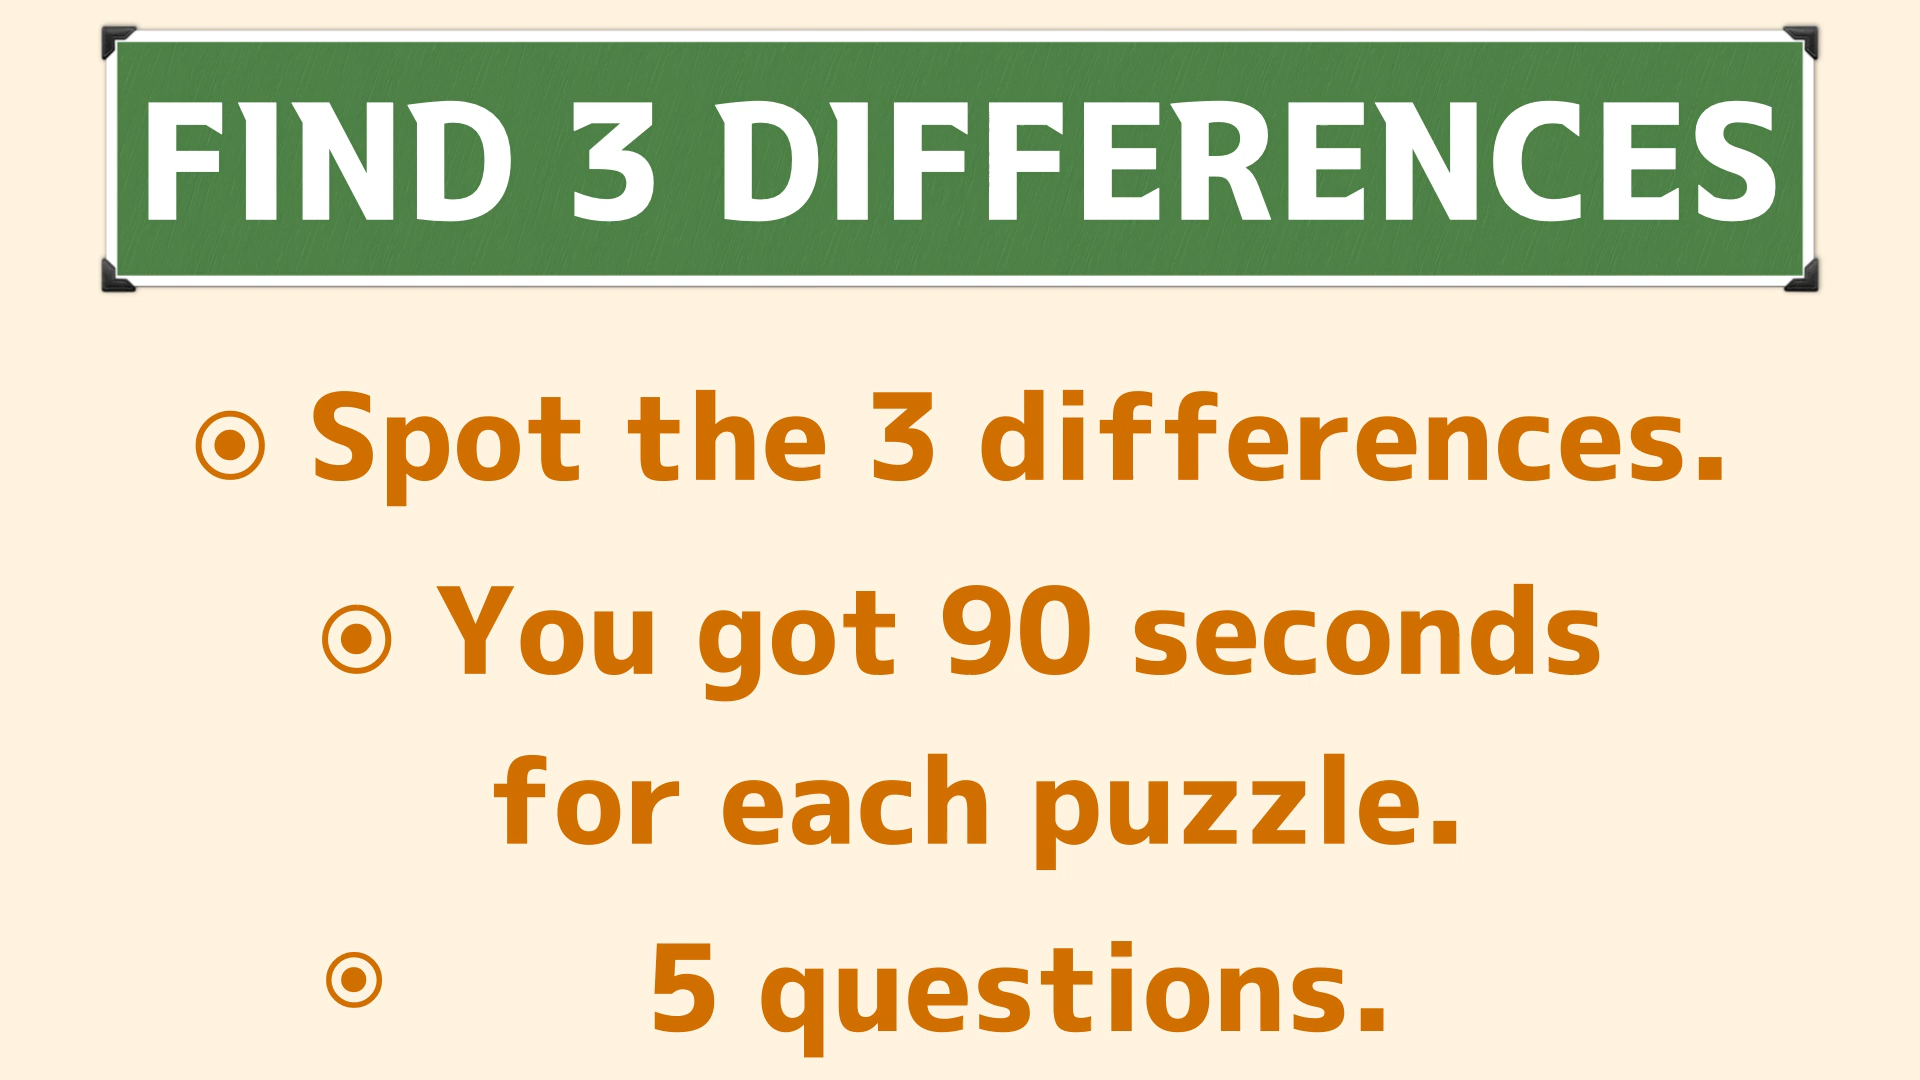 FIND 3 DIFFERENCES
◉ Spot the 3 differences.
◉ You got 90 seconds
for each puzzle.
◉ 5 questions.